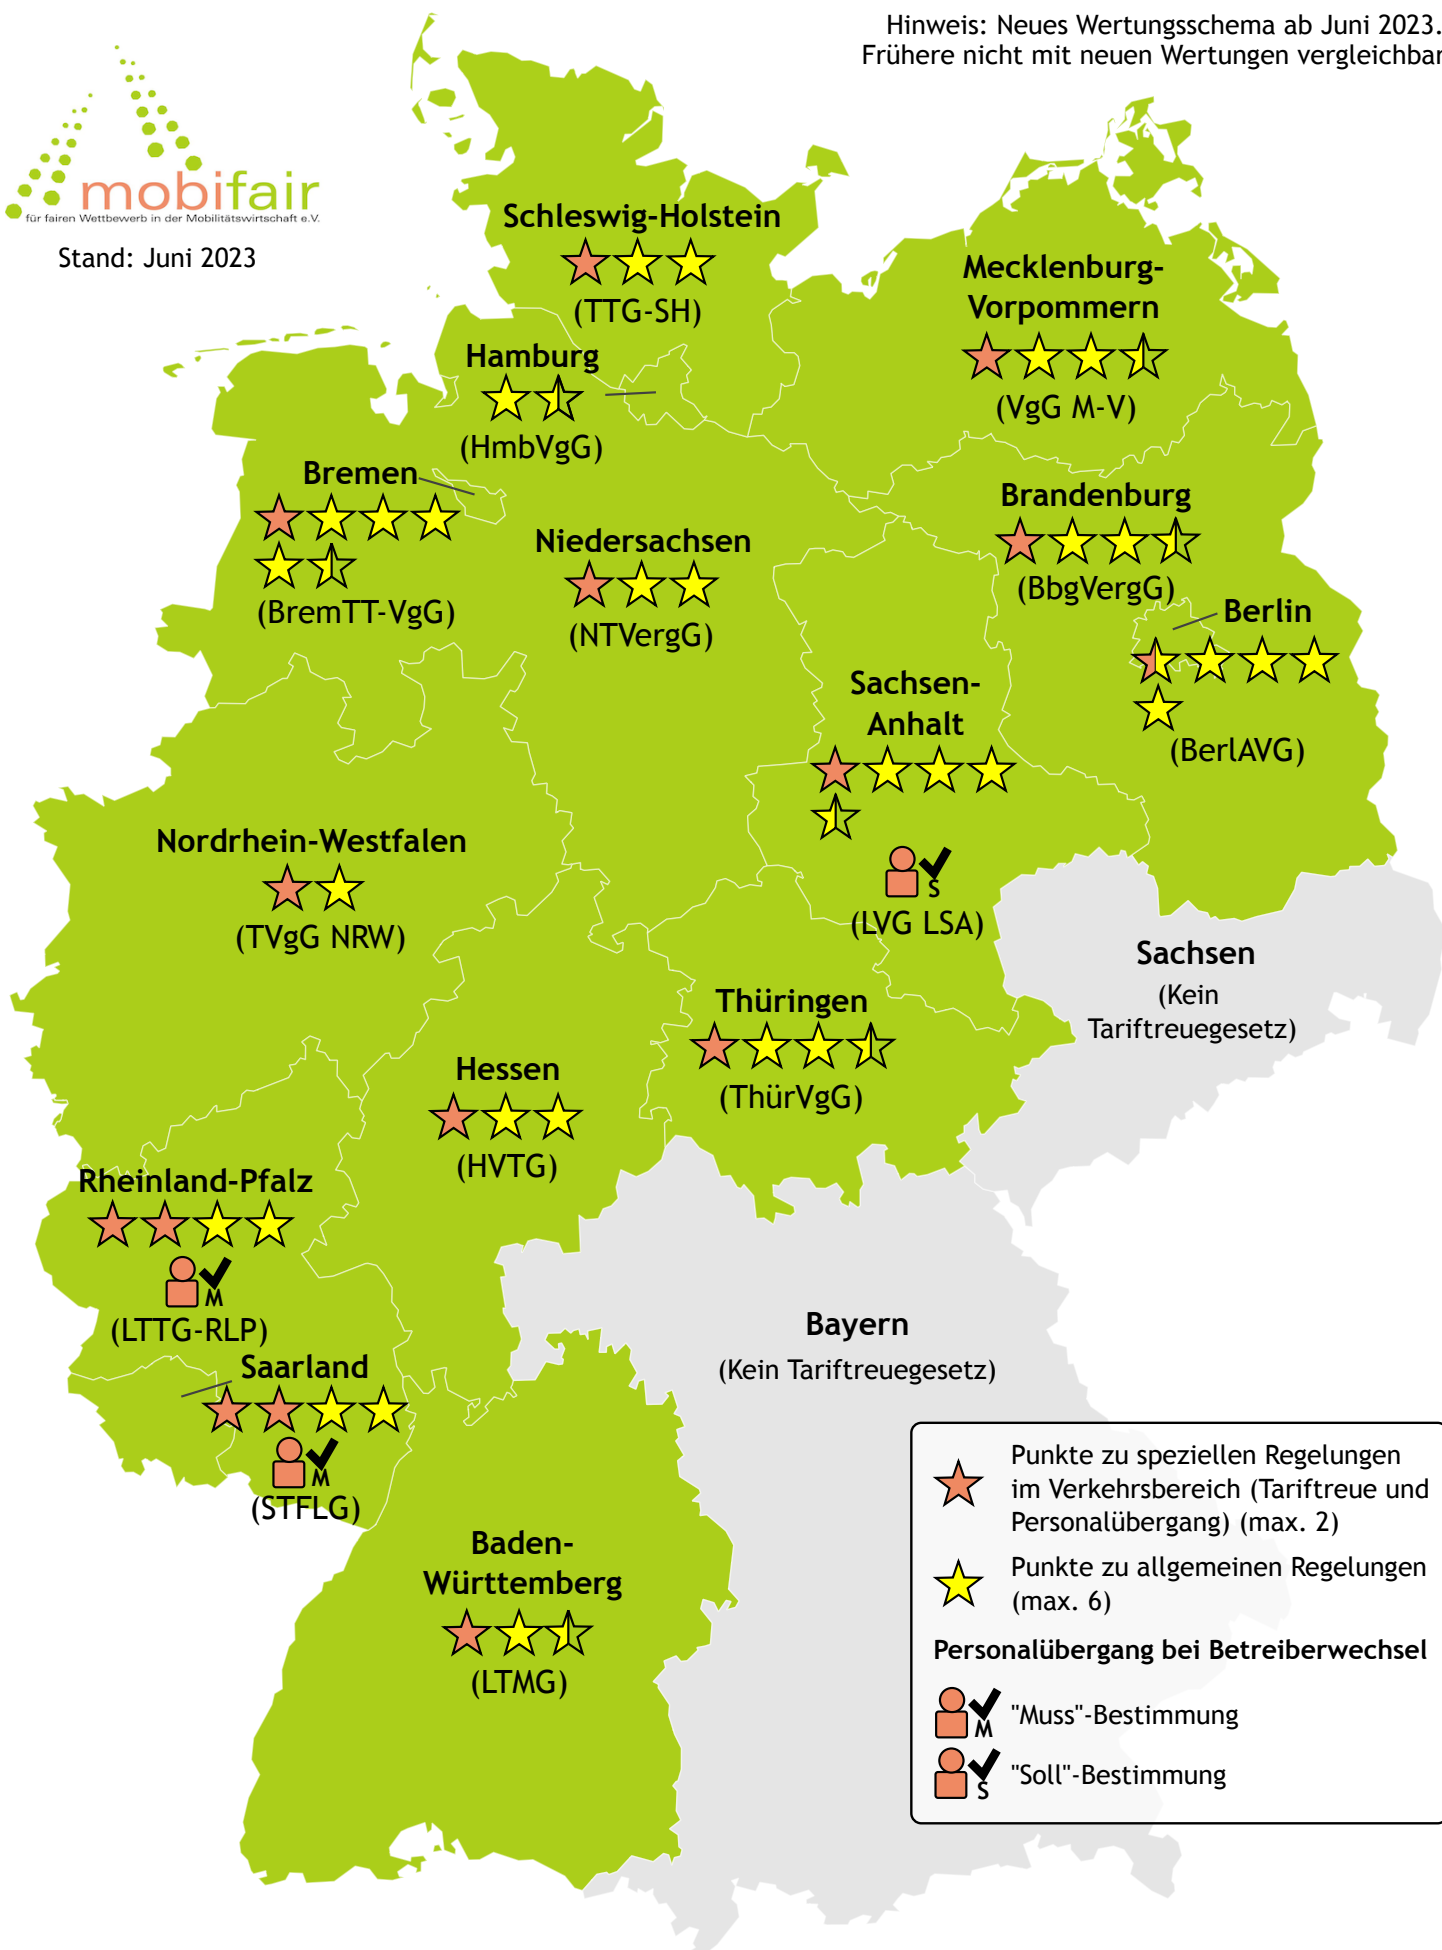 Hinweis: Neues Wertungsschema ab Juni 2023.
Frühere nicht mit neuen Wertungen vergleichbar
mobifair
für fairen Wettbewerb in der Mobilitätswirtschaft e.V.
Stand: Juni 2023
Schleswig-Holstein
(TTG-SH)
Mecklenburg-
Vorpommern
(VgG M-V)
Hamburg
(HmbVgG)
Bremen
(BremTT-VgG)
Niedersachsen
(NTVergG)
Brandenburg
(BbgVergG)
Berlin
(BerlAVG)
Sachsen-
Anhalt
S
(LVG LSA)
Nordrhein-Westfalen
(TVgG NRW)
Sachsen
(Kein
Tariftreuegesetz)
Thüringen
(ThürVgG)
Hessen
(HVTG)
Rheinland-Pfalz
M
(LTTG-RLP)
Saarland
M
(STFLG)
Bayern
(Kein Tariftreuegesetz)
Baden-
Württemberg
(LTMG)
Punkte zu speziellen Regelungen
im Verkehrsbereich (Tariftreue und
Personalübergang) (max. 2)
Punkte zu allgemeinen Regelungen
(max. 6)
Personalübergang bei Betreiberwechsel
M "Muss"-Bestimmung
S "Soll"-Bestimmung